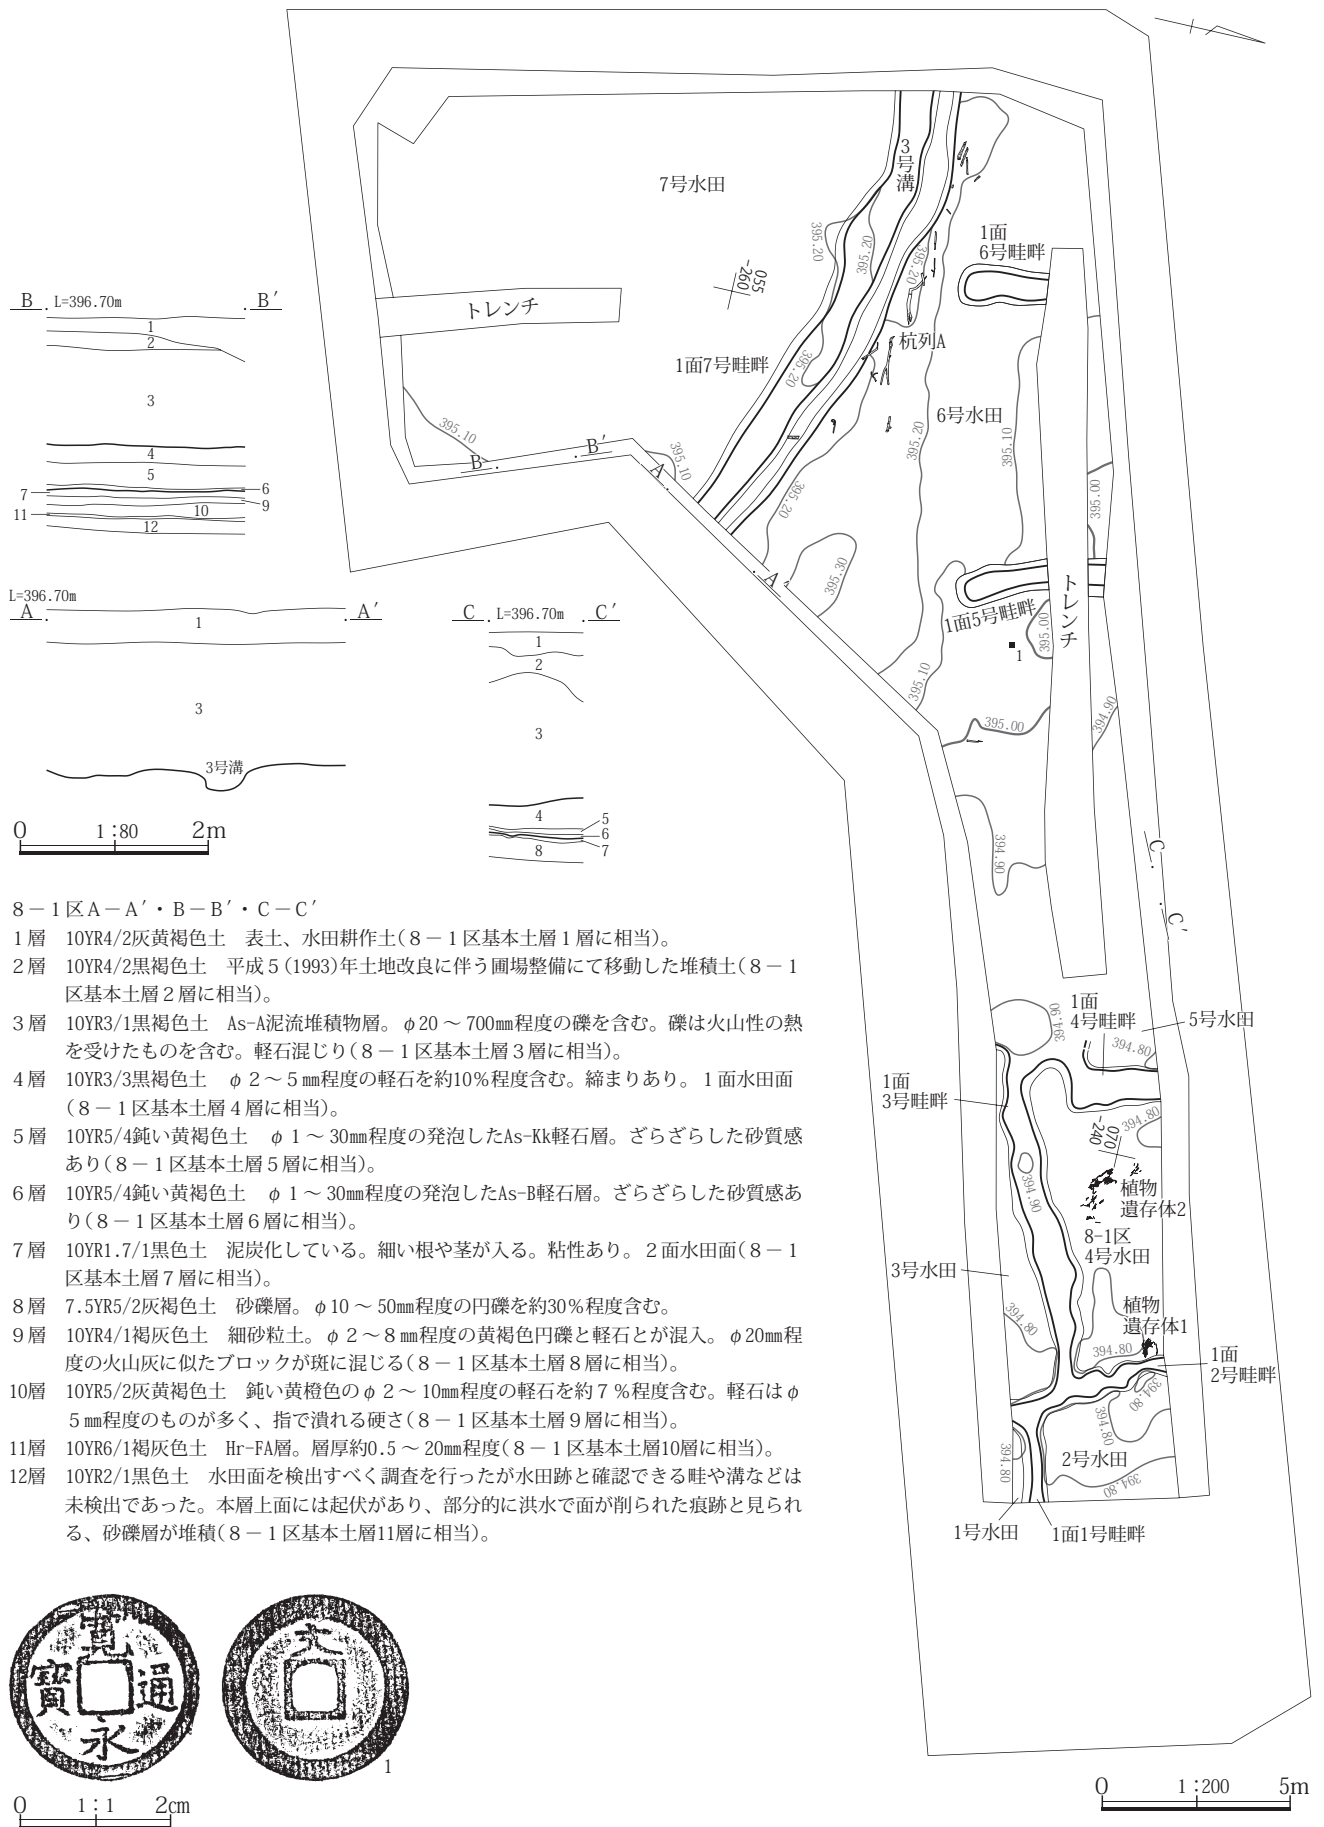 7号水田
3号溝
1面
6号畦畔
395.20
395.20
395.20
055
-260
トレンチ
1面7号畦畔
395.20
杭列A
6号水田
395.10
395.20
395.10
395.10
395.00
395.20
395.30
B
B′
A
A′
トレンチ
1面5号畦畔
395.00
1
395.10
395.00
394.90
394.90
C
C′
1面
4号畦畔
5号水田
394.90
394.80
1面
3号畦畔
394.80
070
-240
394.90
植物
遺存体2
8-1区
4号水田
3号水田
394.80
植物
遺存体1
394.80
1面
2号畦畔
394.80
394.80
2号水田
394.80
394.80
1号水田
1面1号畦畔
B L=396.70m B′
1
2
3
4
5
6
7
9
10
11
12
L=396.70m
A A′
1
3
3号溝
C L=396.70m C′
1
2
3
4
5
6
7
8
0 1:80 2m
8－1区A－A′・B－B′・C－C′
1層 10YR4/2灰黄褐色土 表土、水田耕作土(8－1区基本土層1層に相当)。
2層 10YR4/2黒褐色土 平成5(1993)年土地改良に伴う圃場整備にて移動した堆積土(8－1
区基本土層2層に相当)。
3層 10YR3/1黒褐色土 As-A泥流堆積物層。φ20～700㎜程度の礫を含む。礫は火山性の熱
を受けたものを含む。軽石混じり(8－1区基本土層3層に相当)。
4層 10YR3/3黒褐色土 φ2～5㎜程度の軽石を約10%程度含む。締まりあり。1面水田面
(8－1区基本土層4層に相当)。
5層 10YR5/4鈍い黄褐色土 φ1～30㎜程度の発泡したAs-Kk軽石層。ざらざらした砂質感
あり(8－1区基本土層5層に相当)。
6層 10YR5/4鈍い黄褐色土 φ1～30㎜程度の発泡したAs-B軽石層。ざらざらした砂質感あ
り(8－1区基本土層6層に相当)。
7層 10YR1.7/1黒色土 泥炭化している。細い根や茎が入る。粘性あり。2面水田面(8－1
区基本土層7層に相当)。
8層 7.5YR5/2灰褐色土 砂礫層。φ10～50㎜程度の円礫を約30%程度含む。
9層 10YR4/1褐灰色土 細砂粒土。φ2～8㎜程度の黄褐色円礫と軽石とが混入。φ20㎜程
度の火山灰に似たブロックが斑に混じる(8－1区基本土層8層に相当)。
10層 10YR5/2灰黄褐色土 鈍い黄橙色のφ2～10㎜程度の軽石を約7%程度含む。軽石はφ
5㎜程度のものが多く、指で潰れる硬さ(8－1区基本土層9層に相当)。
11層 10YR6/1褐灰色土 Hr-FA層。層厚約0.5～20㎜程度(8－1区基本土層10層に相当)。
12層 10YR2/1黒色土 水田面を検出すべく調査を行ったが水田跡と確認できる畦や溝などは
未検出であった。本層上面には起伏があり、部分的に洪水で面が削られた痕跡と見られ
る、砂礫層が堆積(8－1区基本土層11層に相当)。
寛永通寳
文
1
0 1:1 2㎝
0 1:200 5m